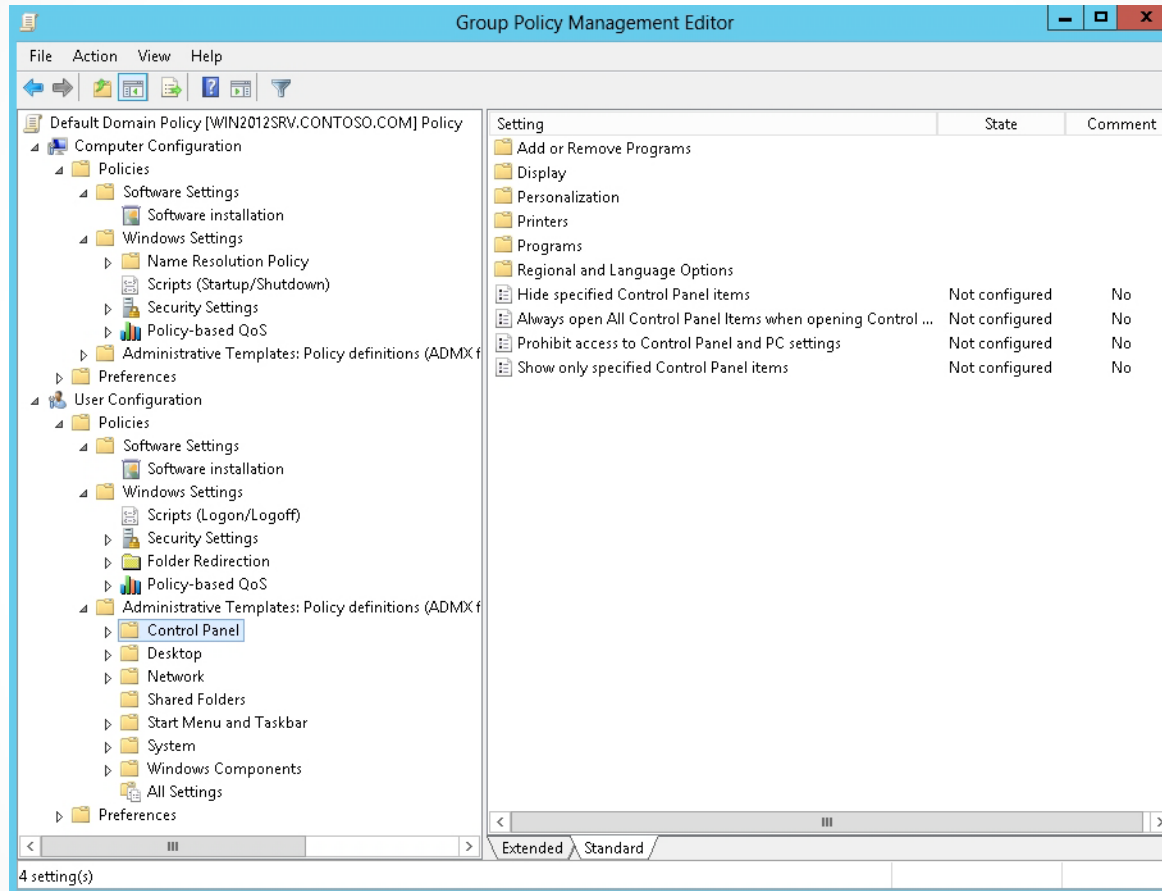 Group Policy Management Editor
File Action View Help
Default Domain Policy [WIN2012SRV.CONTOSO.COM] Policy
Computer Configuration
Policies
Software Settings
Software installation
Windows Settings
Name Resolution Policy
Scripts (Startup/Shutdown)
Security Settings
Policy-based QoS
Administrative Templates: Policy definitions (ADMX f
Preferences
User Configuration
Policies
Software Settings
Software installation
Windows Settings
Scripts (Logon/Logoff)
Security Settings
Folder Redirection
Policy-based QoS
Administrative Templates: Policy definitions (ADMX f
Control Panel
Desktop
Network
Shared Folders
Start Menu and Taskbar
System
Windows Components
All Settings
Preferences
Setting State Comment
Add or Remove Programs
Display
Personalization
Printers
Programs
Regional and Language Options
Hide specified Control Panel items Not configured No
Always open All Control Panel Items when opening Control ... Not configured No
Prohibit access to Control Panel and PC settings Not configured No
Show only specified Control Panel items Not configured No
Extended Standard
4 setting(s)